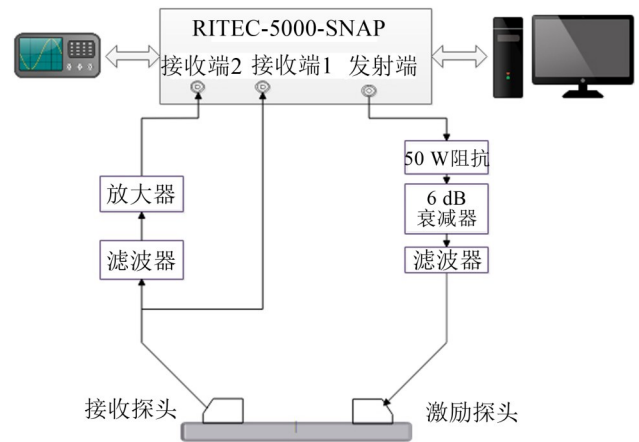 RITEC-5000-SNAP
接收端2 接收端1 发射端
50 W阻抗
放大器
6 dB
衰减器
滤波器
滤波器
接收探头
激励探头